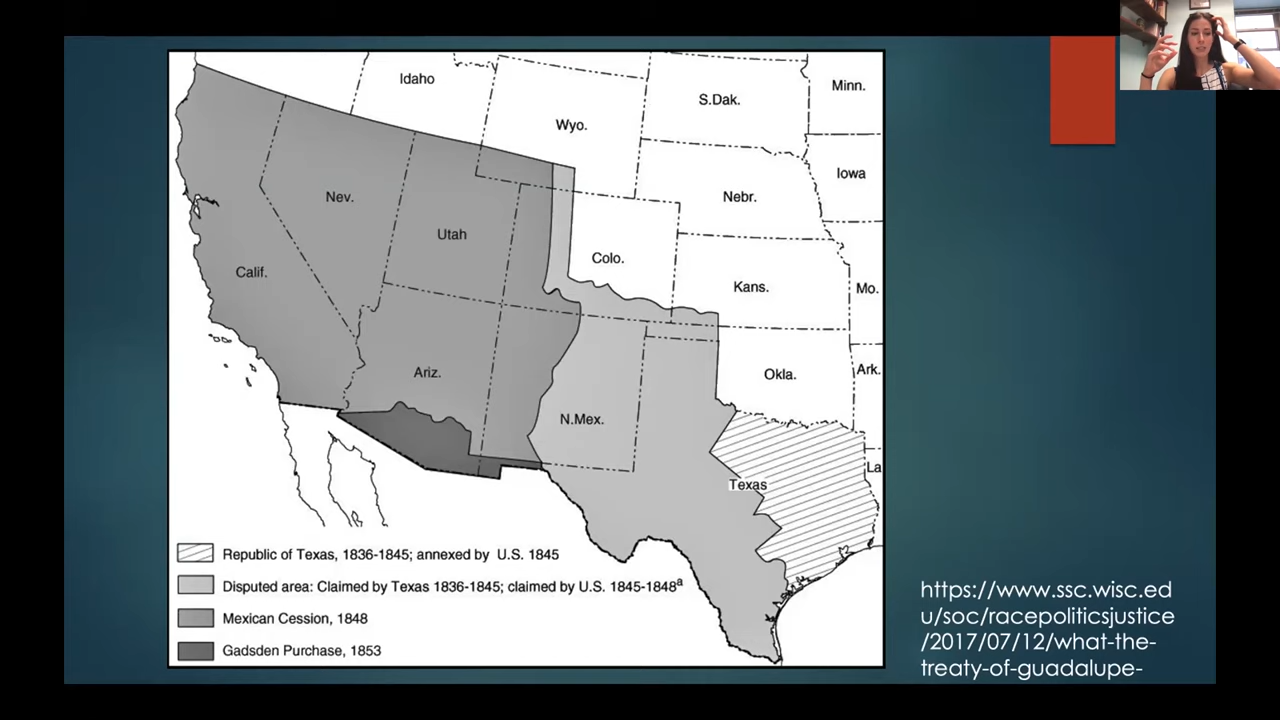 Idaho
Minn.
S.Dak.
Wyo.
Iowa
Nev.
Nebr.
Utah
Colo.
Calif.
Kans.
Mo.
Ariz.
Okla.
Ark.
N.Mex.
La
Texas
Republic of Texas, 1836-1845; annexed by U.S. 1845
Disputed area: Claimed by Texas 1836-1845; claimed by U.S. 1845-1848a
Mexican Cession, 1848
Gadsden Purchase, 1853
https://www.ssc.wisc.ed
u/soc/racepoliticsjustice
/2017/07/12/what-the-
treaty-of-guadalupe-